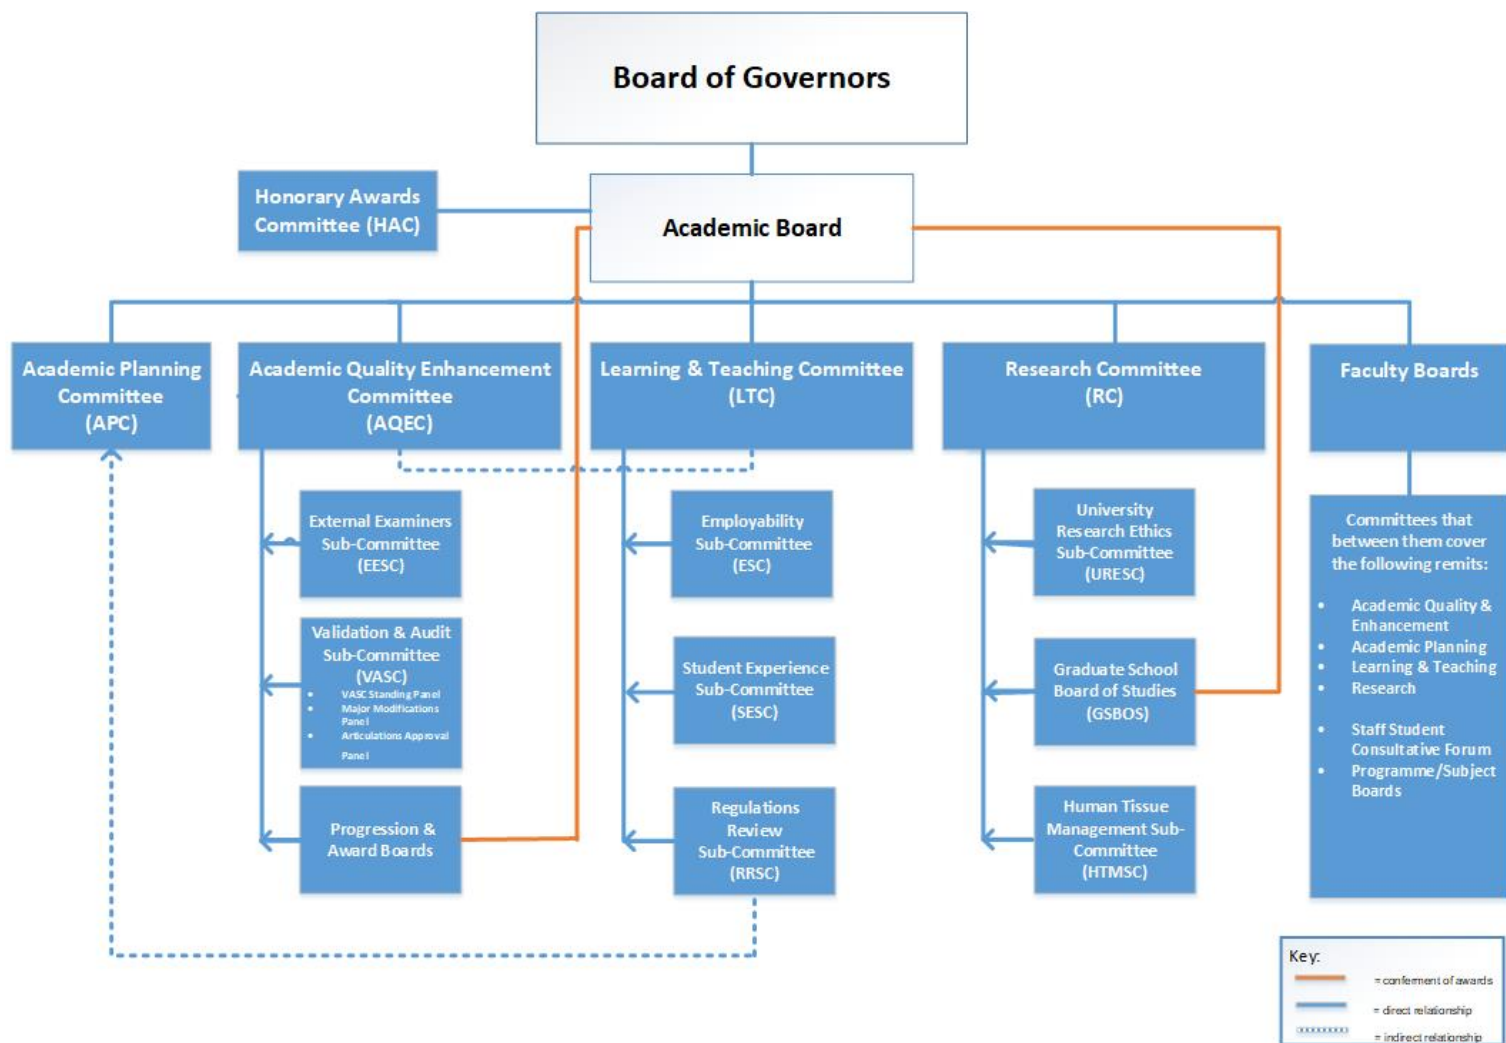 Board of Governors
Honorary Awards
Committee (HAC)
Academic Board
Academic Planning
Committee
(APC)
Academic Quality Enhancement
Committee
(AQEC)
Learning & Teaching Committee
(LTC)
Research Committee
(RC)
Faculty Boards
External Examiners
Sub-Committee
(EESC)
Validation & Audit
Sub-Committee
(VASC)
• VASC Standing Panel
• Major Modifications
Panel
• Articulations Approval
Panel
Progression &
Award Boards
Employability
Sub-Committee
(ESC)
Student Experience
Sub-Committee
(SESC)
Regulations
Review
Sub-Committee
(RRSC)
University
Research Ethics
Sub-Committee
(URESC)
Graduate School
Board of Studies
(GSBOS)
Human Tissue
Management Sub-
Committee
(HTMSC)
Committees that
between them cover
the following remits:
• Academic Quality &
Enhancement
• Academic Planning
• Learning & Teaching
• Research
• Staff Student
Consultative Forum
• Programme/Subject
Boards
Key:
= conferment of awards
= direct relationship
= indirect relationship